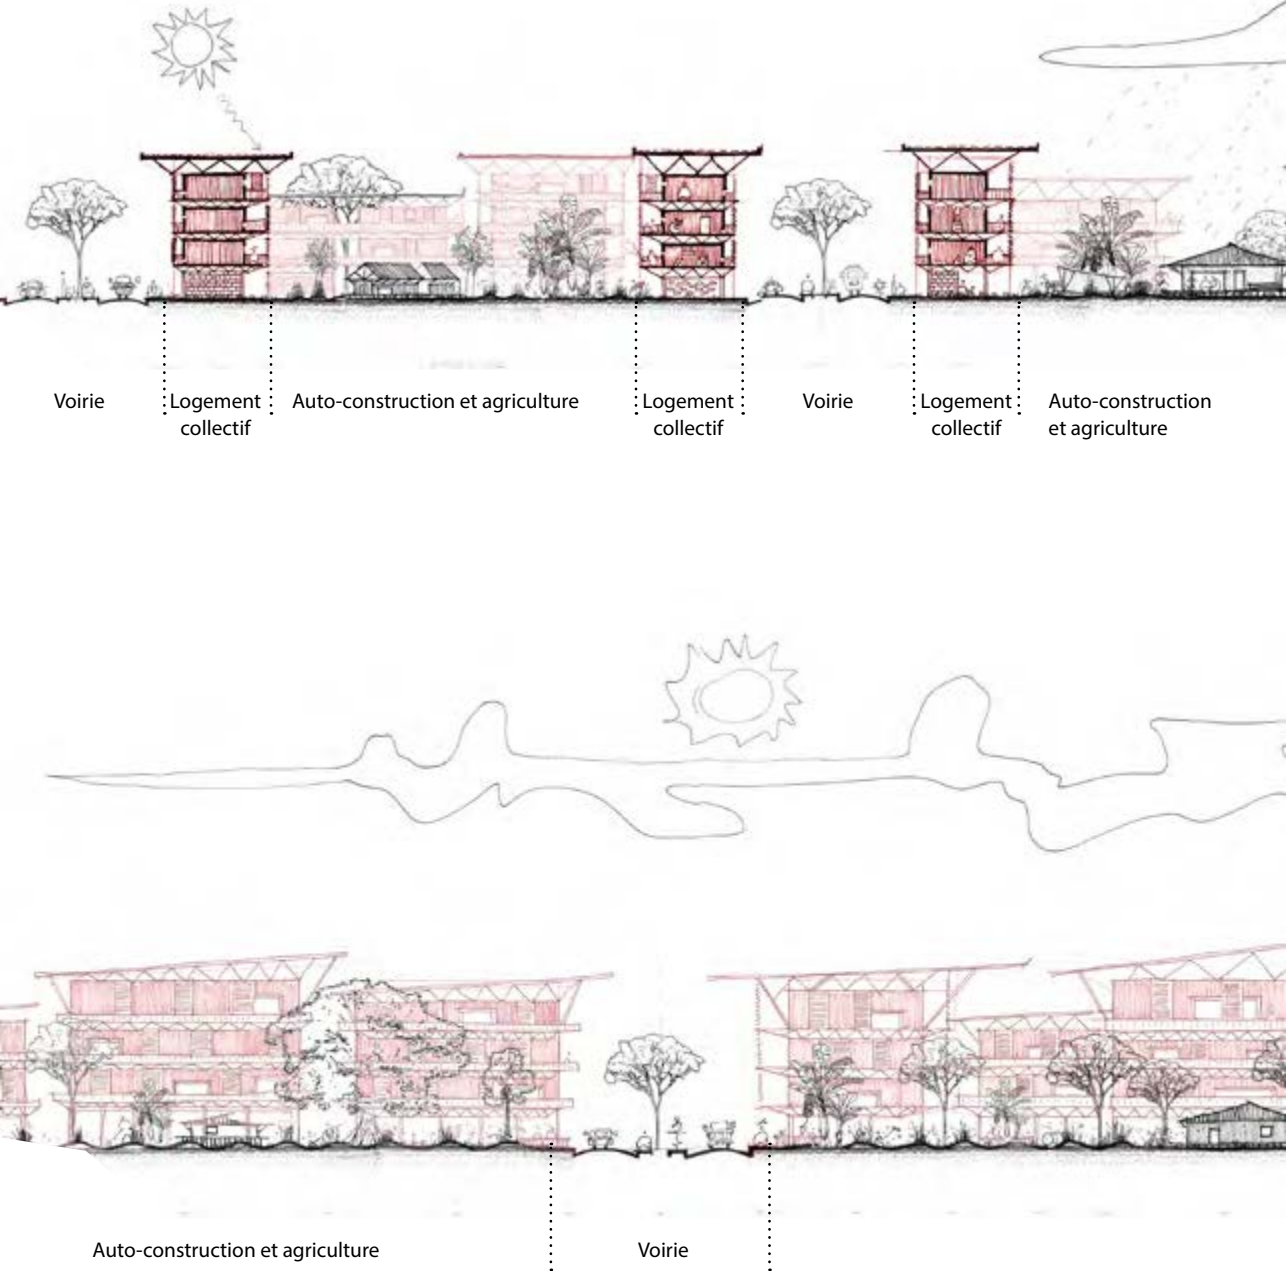 Voirie
Logement
collectif
Auto-construction et agriculture
Logement
collectif
Voirie
Logement
collectif
Auto-construction
et agriculture
Auto-construction et agriculture
Voirie